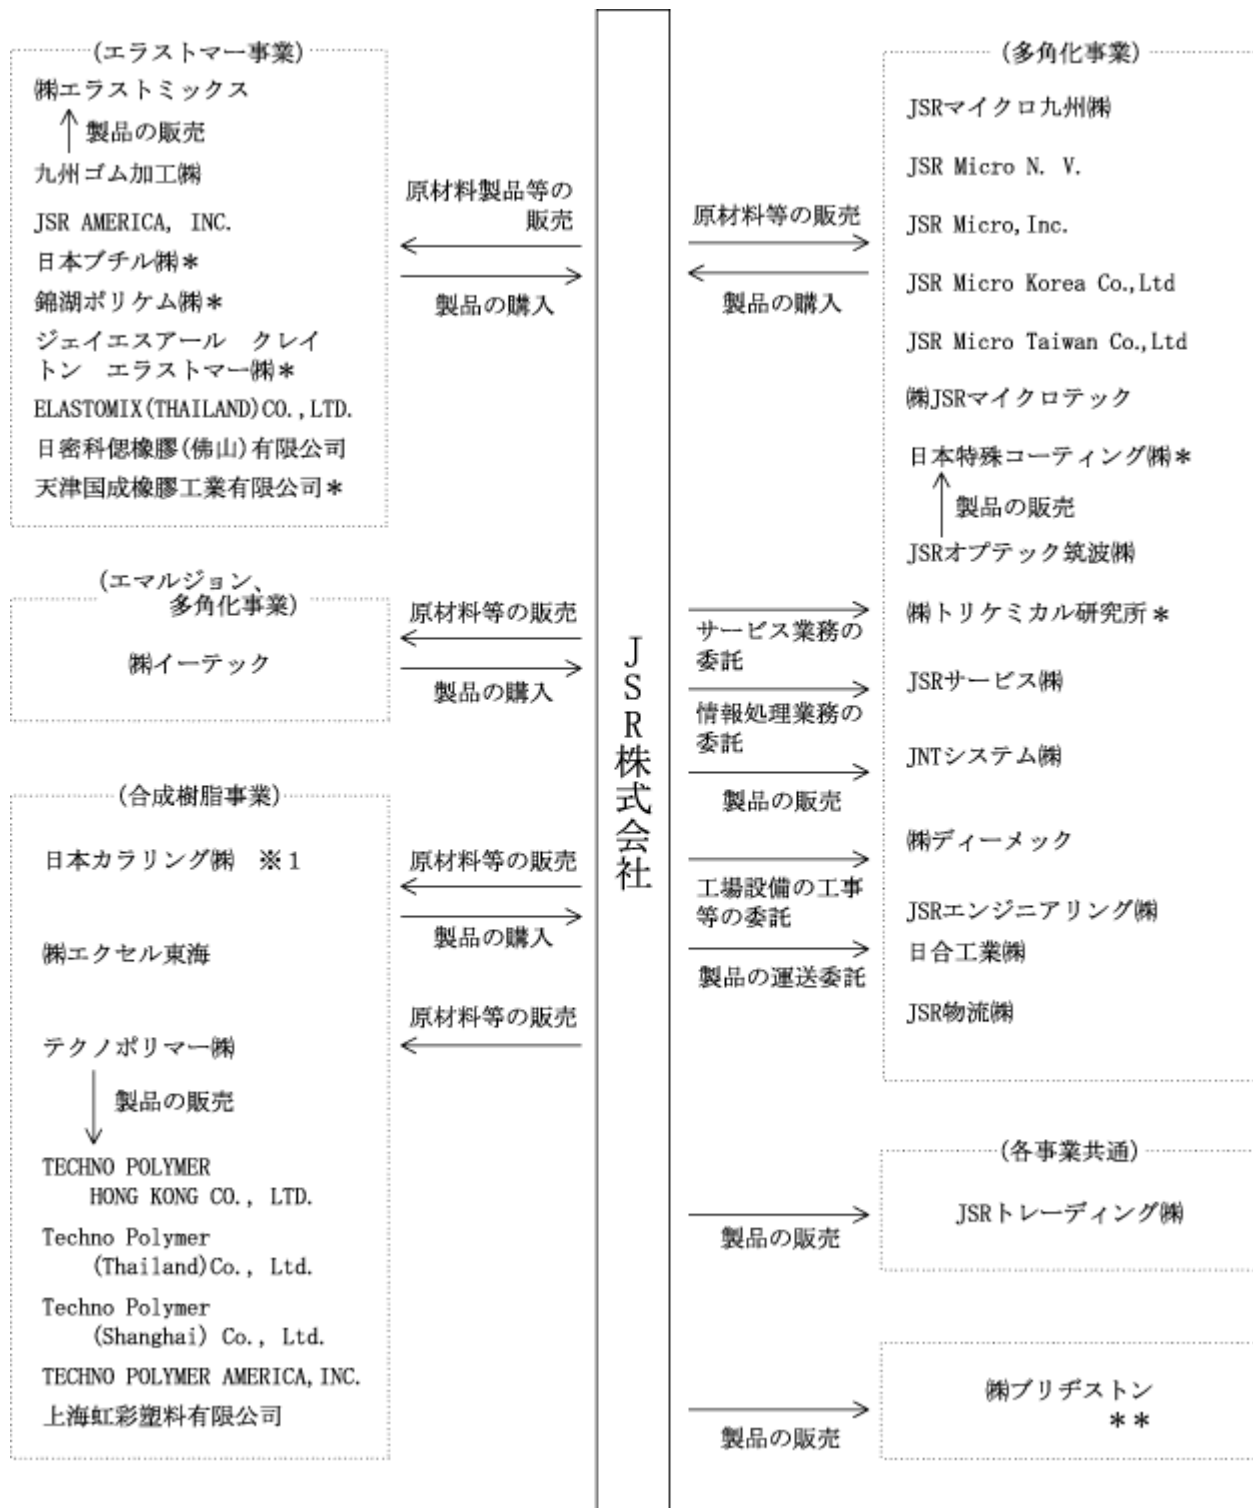 (エラストマー事業)
㈱エラストミックス
製品の販売
九州ゴム加工㈱
JSR AMERICA, INC.
日本ブチル㈱＊
錦湖ポリケム㈱＊
ジェイエスアール　クレイ
トン　エラストマー㈱＊
ELASTOMIX(THAILAND)CO.,LTD.
日密科偲橡膠(佛山)有限公司
天津国成橡膠工業有限公司＊
原材料製品等の
販売
製品の購入
(エマルジョン、
多角化事業)
㈱イーテック
原材料等の販売
製品の購入
(合成樹脂事業)
日本カラリング㈱　※１
㈱エクセル東海
テクノポリマー㈱
製品の販売
TECHNO POLYMER
HONG KONG CO., LTD.
Techno Polymer
(Thailand)Co., Ltd.
Techno Polymer
(Shanghai) Co., Ltd.
TECHNO POLYMER AMERICA,INC.
上海虹彩塑料有限公司
原材料等の販売
製品の購入
原材料等の販売
JSR株式会社
原材料等の販売
製品の購入
サービス業務の
委託
情報処理業務の
委託
製品の販売
工場設備の工事
等の委託
製品の運送委託
(多角化事業)
JSRマイクロ九州㈱
JSR Micro N. V.
JSR Micro,Inc.
JSR Micro Korea Co.,Ltd
JSR Micro Taiwan Co.,Ltd
㈱JSRマイクロテック
日本特殊コーティング㈱＊
製品の販売
JSRオプテック筑波㈱
㈱トリケミカル研究所＊
JSRサービス㈱
JNTシステム㈱
㈱ディーメック
JSRエンジニアリング㈱
日合工業㈱
JSR物流㈱
(各事業共通)
JSRトレーディング㈱
製品の販売
㈱ブリヂストン
＊＊
製品の販売